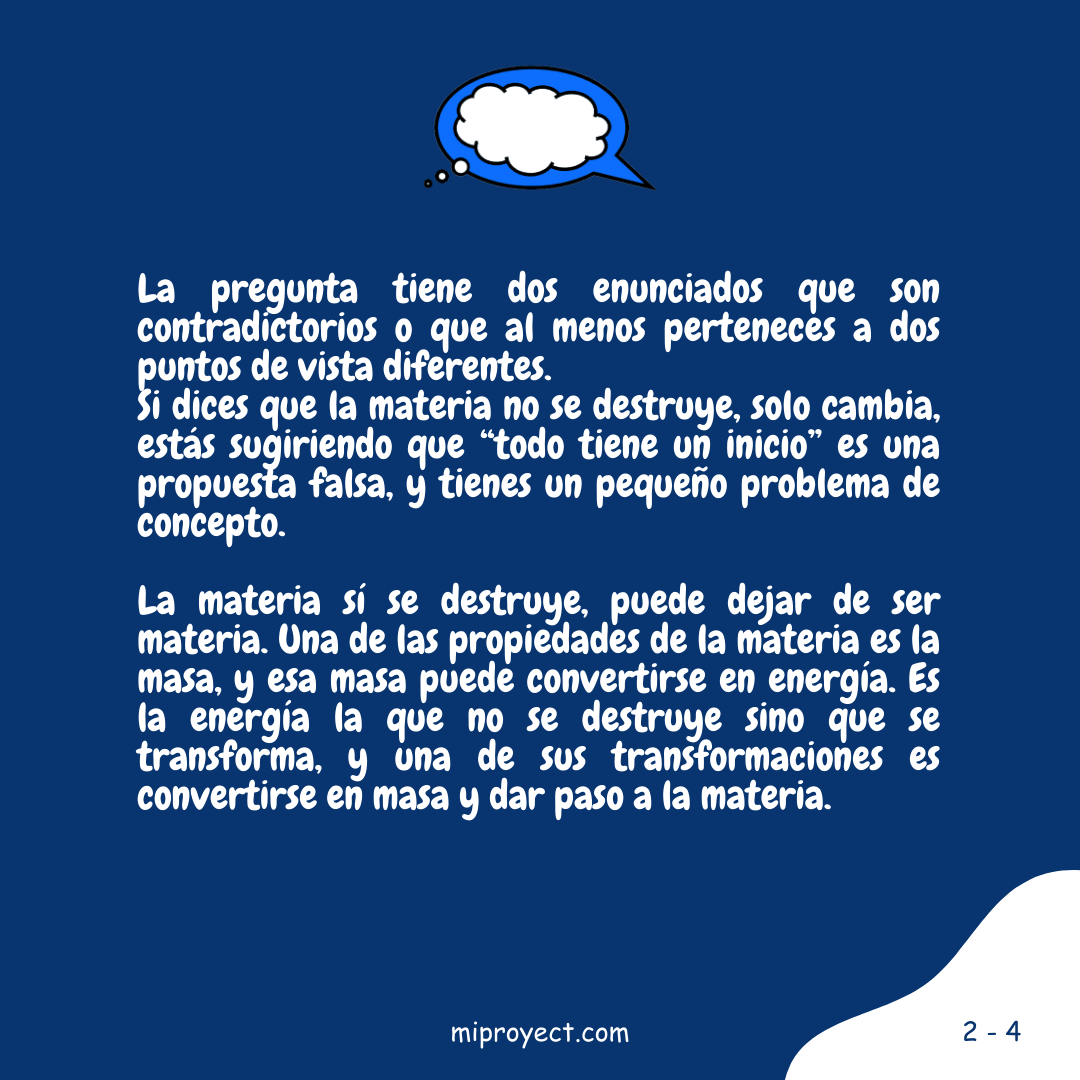 La pregunta tiene dos enunciados que son
contradictorios o que al menos perteneces a dos
puntos de vista diferentes.
Si dices que la materia no se destruye, solo cambia,
estás sugiriendo que “todo tiene un inicio” es una
propuesta falsa, y tienes un pequeño problema de
concepto.
La materia sí se destruye, puede dejar de ser
materia. Una de las propiedades de la materia es la
masa, y esa masa puede convertirse en energía. Es
la energía la que no se destruye sino que se
transforma, y una de sus transformaciones es
convertirse en masa y dar paso a la materia.
miproyect.com
2 - 4